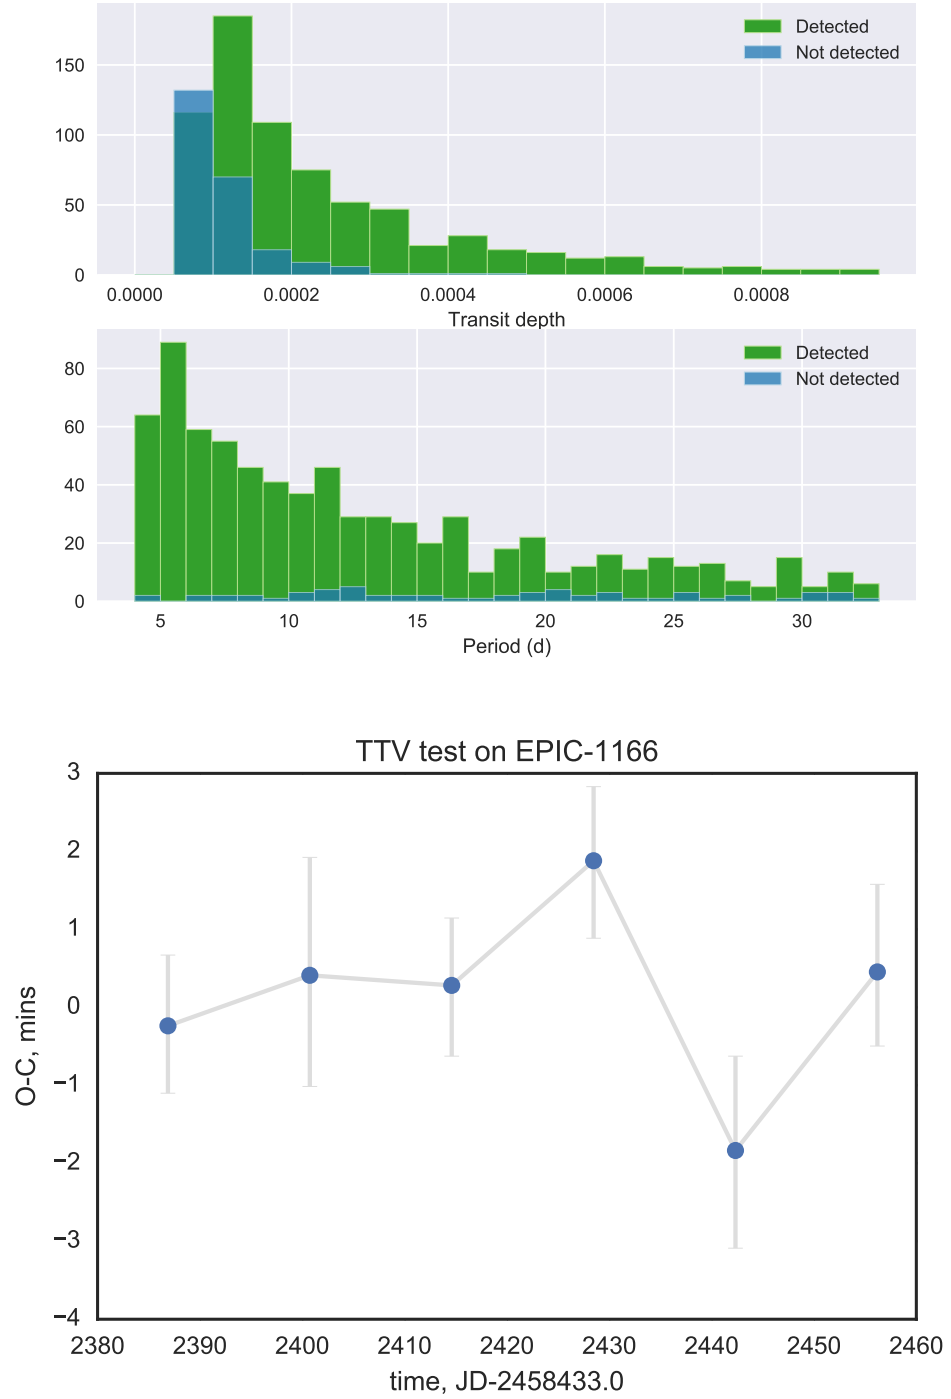 Detected
Not detected
150
100
50
0
0.0000 0.0002 0.0004 0.0006 0.0008
Transit depth
Detected
Not detected
80
60
40
20
0
5 10 15 20 25 30
Period (d)
TTV test on EPIC-1166
3
2
1
0
−1
−2
−3
−4
O-C, mins
2380 2390 2400 2410 2420 2430 2440 2450 2460
time, JD-2458433.0